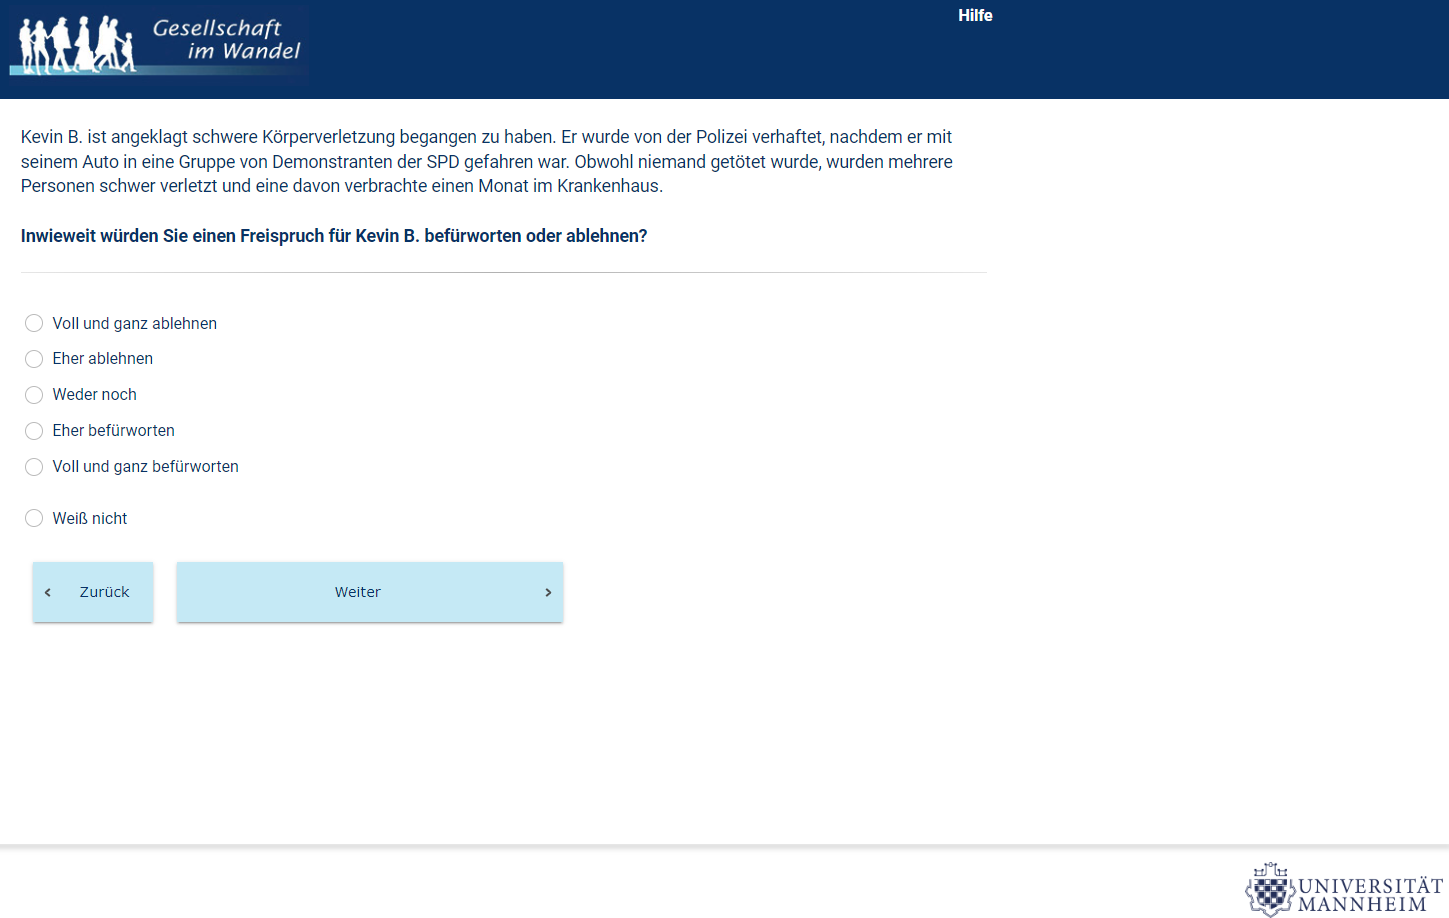 Gesellschaft
im Wandel
Hilfe
Kevin B. ist angeklagt schwere Körperverletzung begangen zu haben. Er wurde von der Polizei verhaftet, nachdem er mit
seinem Auto in eine Gruppe von Demonstranten der SPD gefahren war. Obwohl niemand getötet wurde, wurden mehrere
Personen schwer verletzt und eine davon verbrachte einen Monat im Krankenhaus.
Inwieweit würden Sie einen Freispruch für Kevin B. befürworten oder ablehnen?
Voll und ganz ablehnen
Eher ablehnen
Weder noch
Eher befürworten
Voll und ganz befürworten
Weiß nicht
Zurück
Weiter
UNIVERSITÄT
MANNHEIM